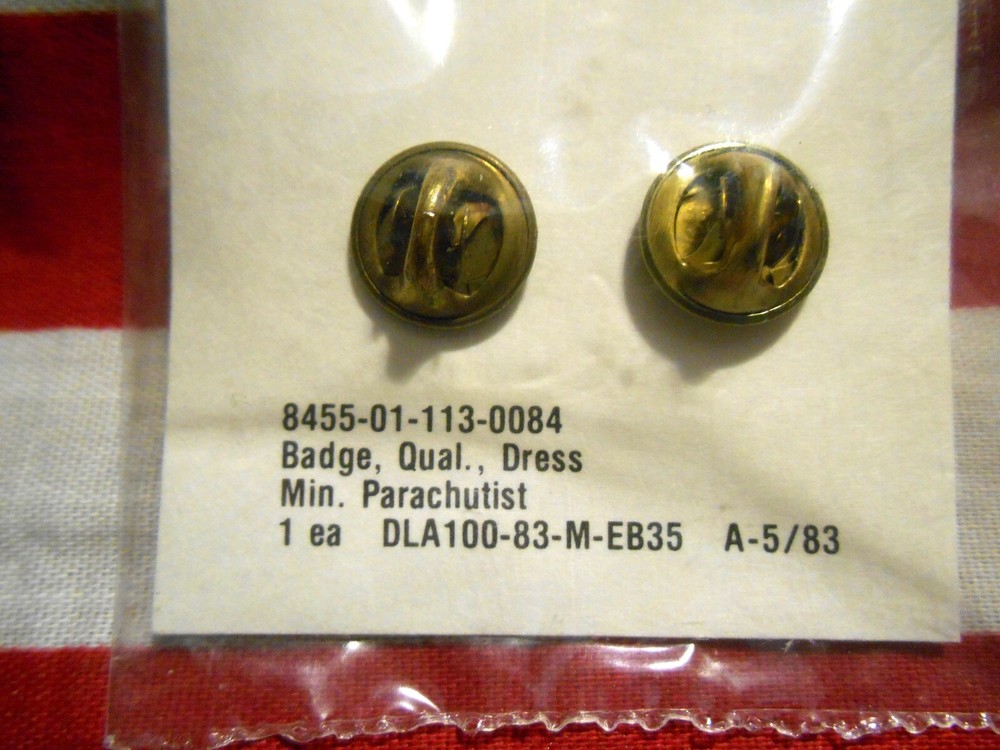 8455-01-113-0084
Badge, Qual., Dress
Min. Parachutist
1 ea DLA100-83-M-EB35 A-5/83